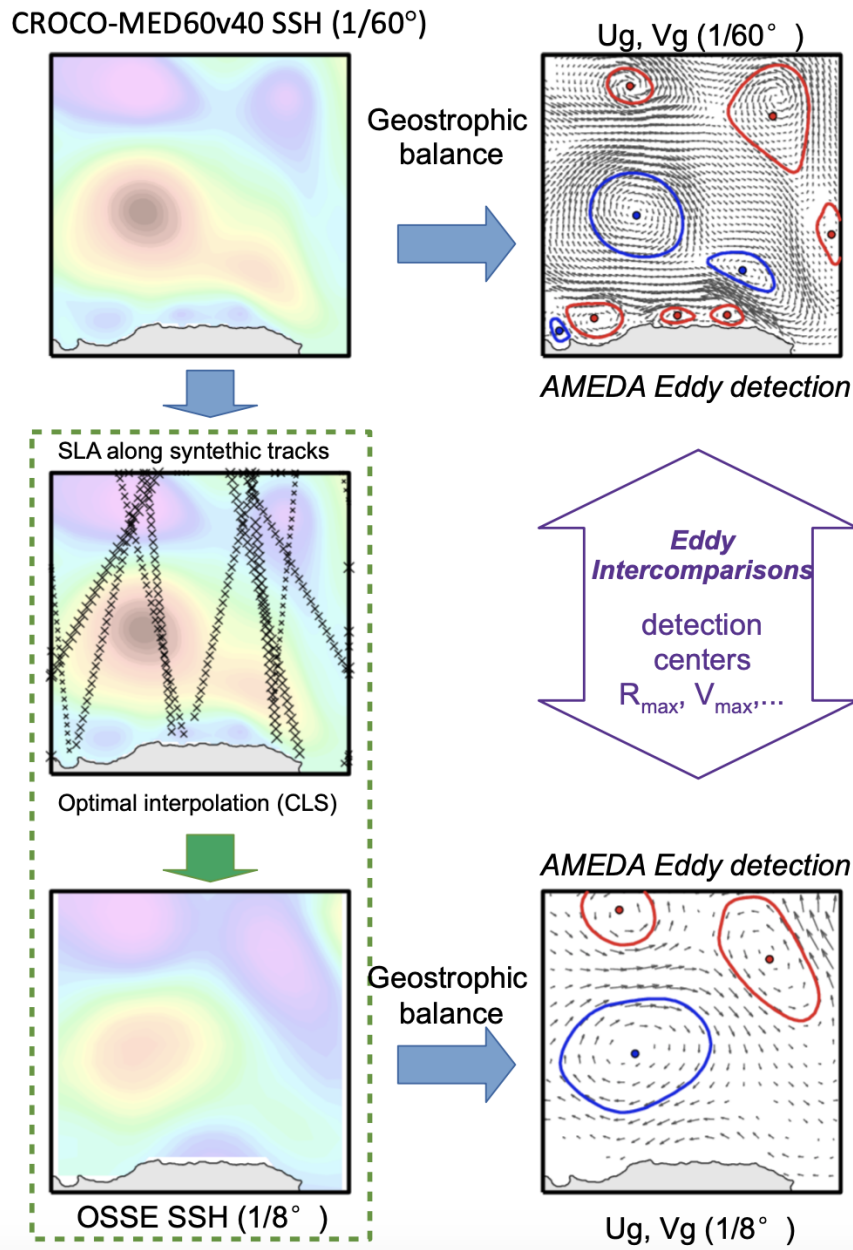 CROCO-MED60v40 SSH (1/60°)
Ug, Vg (1/60° )
Geostrophic
balance
AMEDA Eddy detection
SLA along syntethic tracks
Eddy
Intercomparisons
detection
centers
Rmax, Vmax,...
Optimal interpolation (CLS)
AMEDA Eddy detection
Geostrophic
balance
OSSE SSH (1/8° )
Ug, Vg (1/8° )